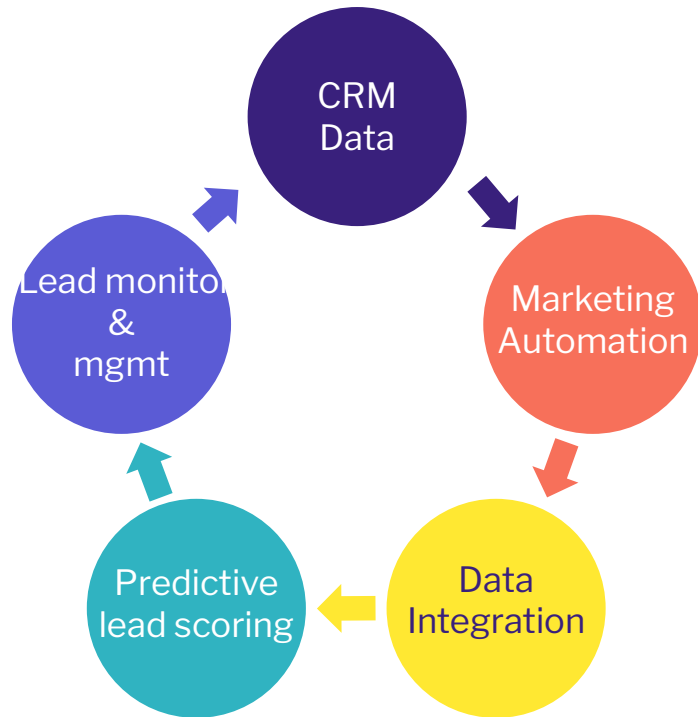 CRM
Data
Marketing
Automation
Data
Integration
Predictive
lead scoring
Lead monitor
&
mgmt